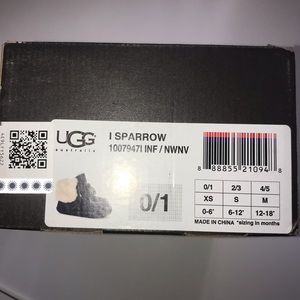 UGG
australia
I SPARROW
1007947I INF / NWNV
0/1
8 88855 21094 8
0/1 2/3 4/5
XS S M
0-6' 6-12' 12-18'
MADE IN CHINA *sizing in months